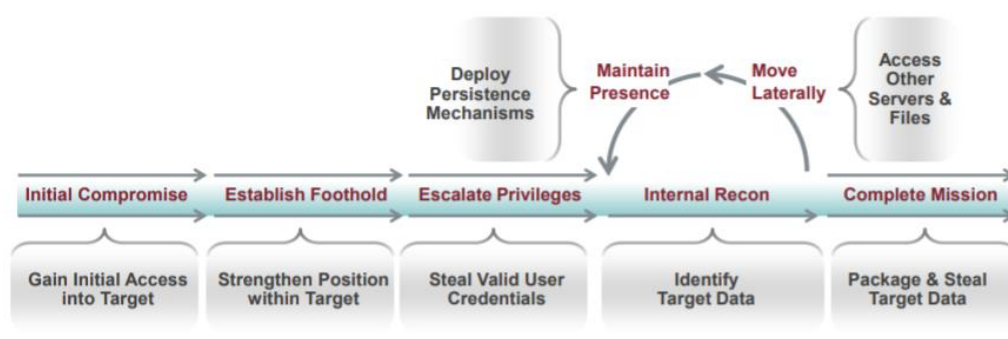 Deploy
Persistence
Mechanisms
Maintain
Presence
Move
Laterally
Access
Other
Servers &
Files
Initial Compromise
Establish Foothold
Escalate Privileges
Internal Recon
Complete Mission
Gain Initial Access
into Target
Strengthen Position
within Target
Steal Valid User
Credentials
Identify
Target Data
Package & Steal
Target Data